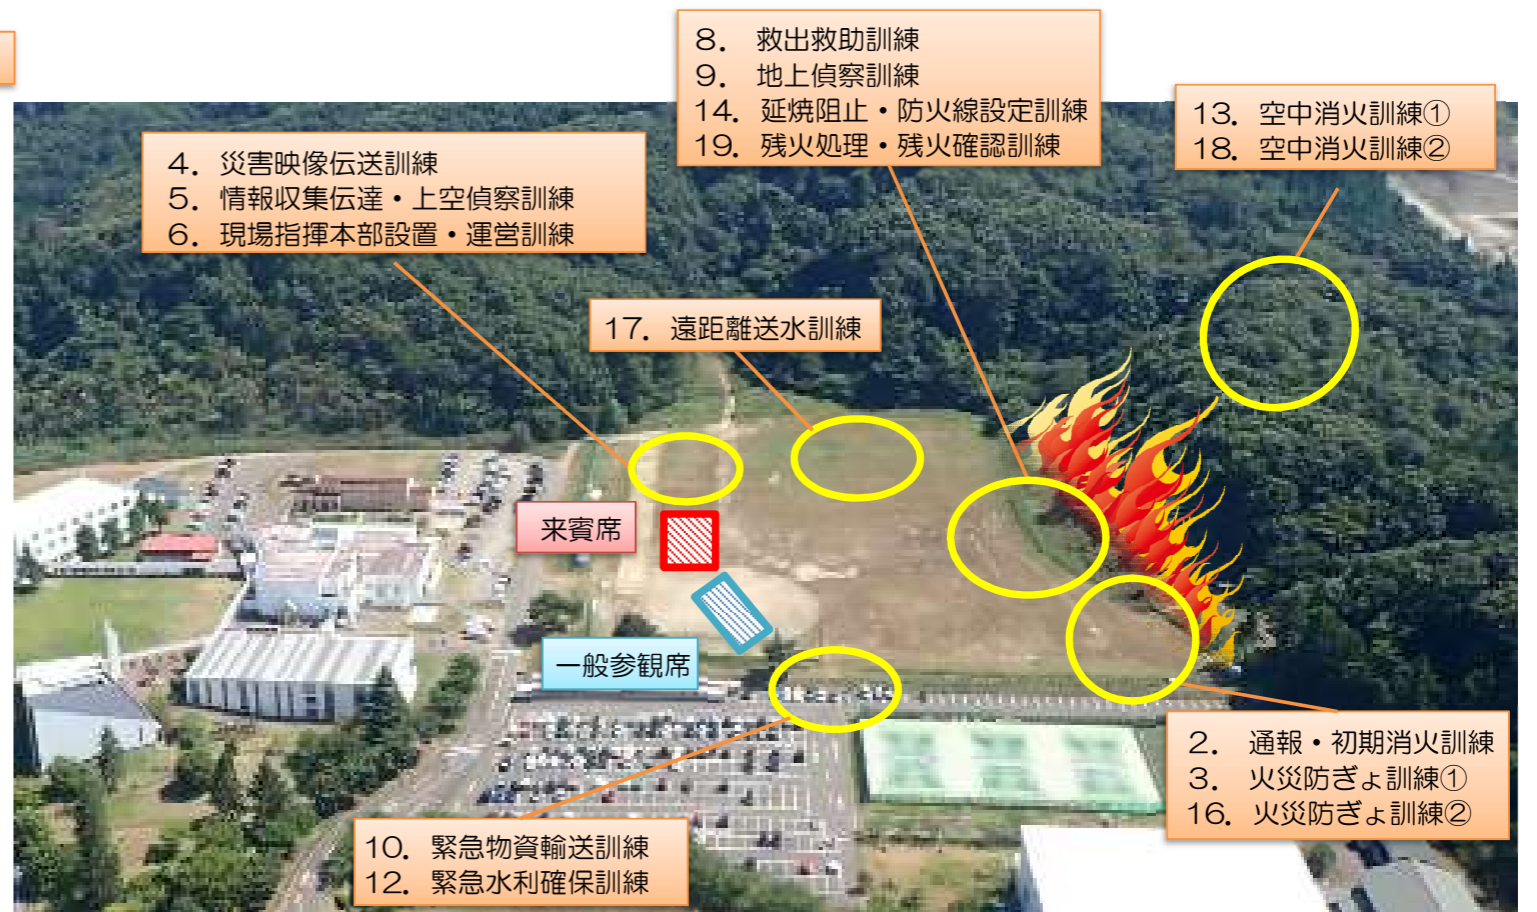 8. 救出救助訓練
9. 地上偵察訓練
14. 延焼阻止・防火線設定訓練
19. 残火処理・残火確認訓練
13. 空中消火訓練①
18. 空中消火訓練②
4. 災害映像伝送訓練
5. 情報収集伝達・上空偵察訓練
6. 現場指揮本部設置・運営訓練
17. 遠距離送水訓練
来賓席
一般参観席
2. 通報・初期消火訓練
3. 火災防ぎょ訓練①
16. 火災防ぎょ訓練②
10. 緊急物資輸送訓練
12. 緊急水利確保訓練